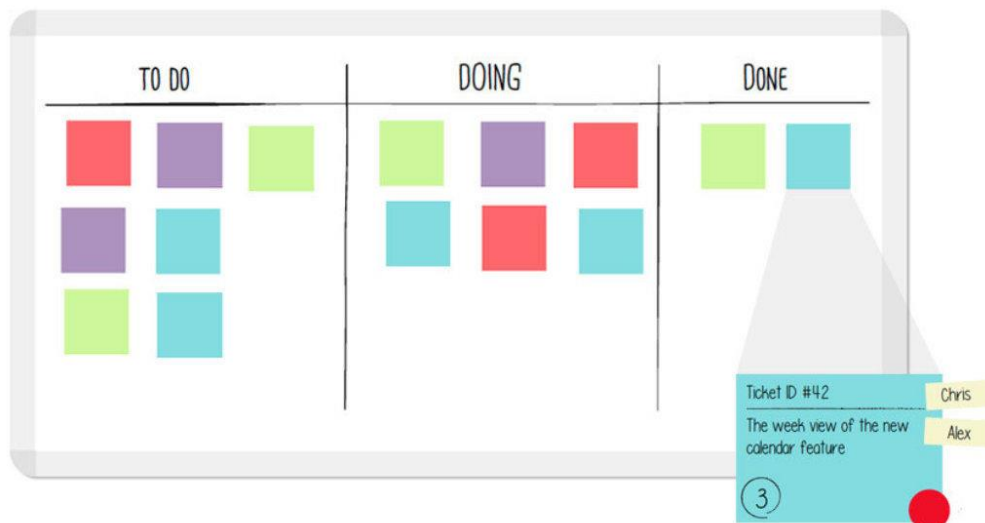 TO DO
DOING
DONE
Ticket ID #42
Chris
The week view of the new
calendar feature
Alex
3